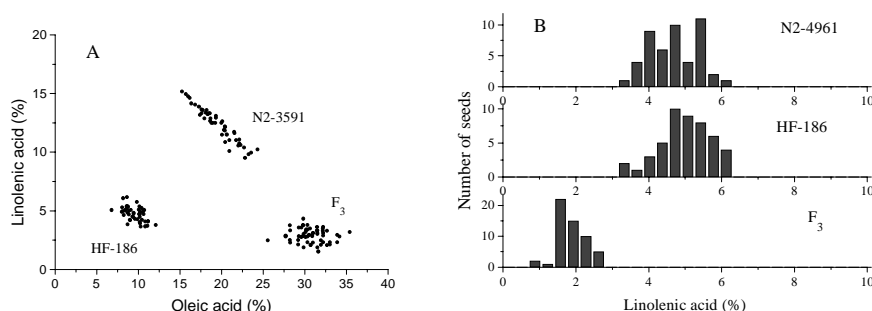 A
Linolenic acid (%)
20
15
10
5
0
N2-3591
HF-186
F3
0 5 10 15 20 25 30 35 40
Oleic acid (%)
B
Number of seeds
N2-4961
10
5
0
0 2 4 6 8 10
HF-186
10
5
0
0 2 4 6 8 10
F3
20
10
0
0 2 4 6 8 10
Linolenic acid (%)